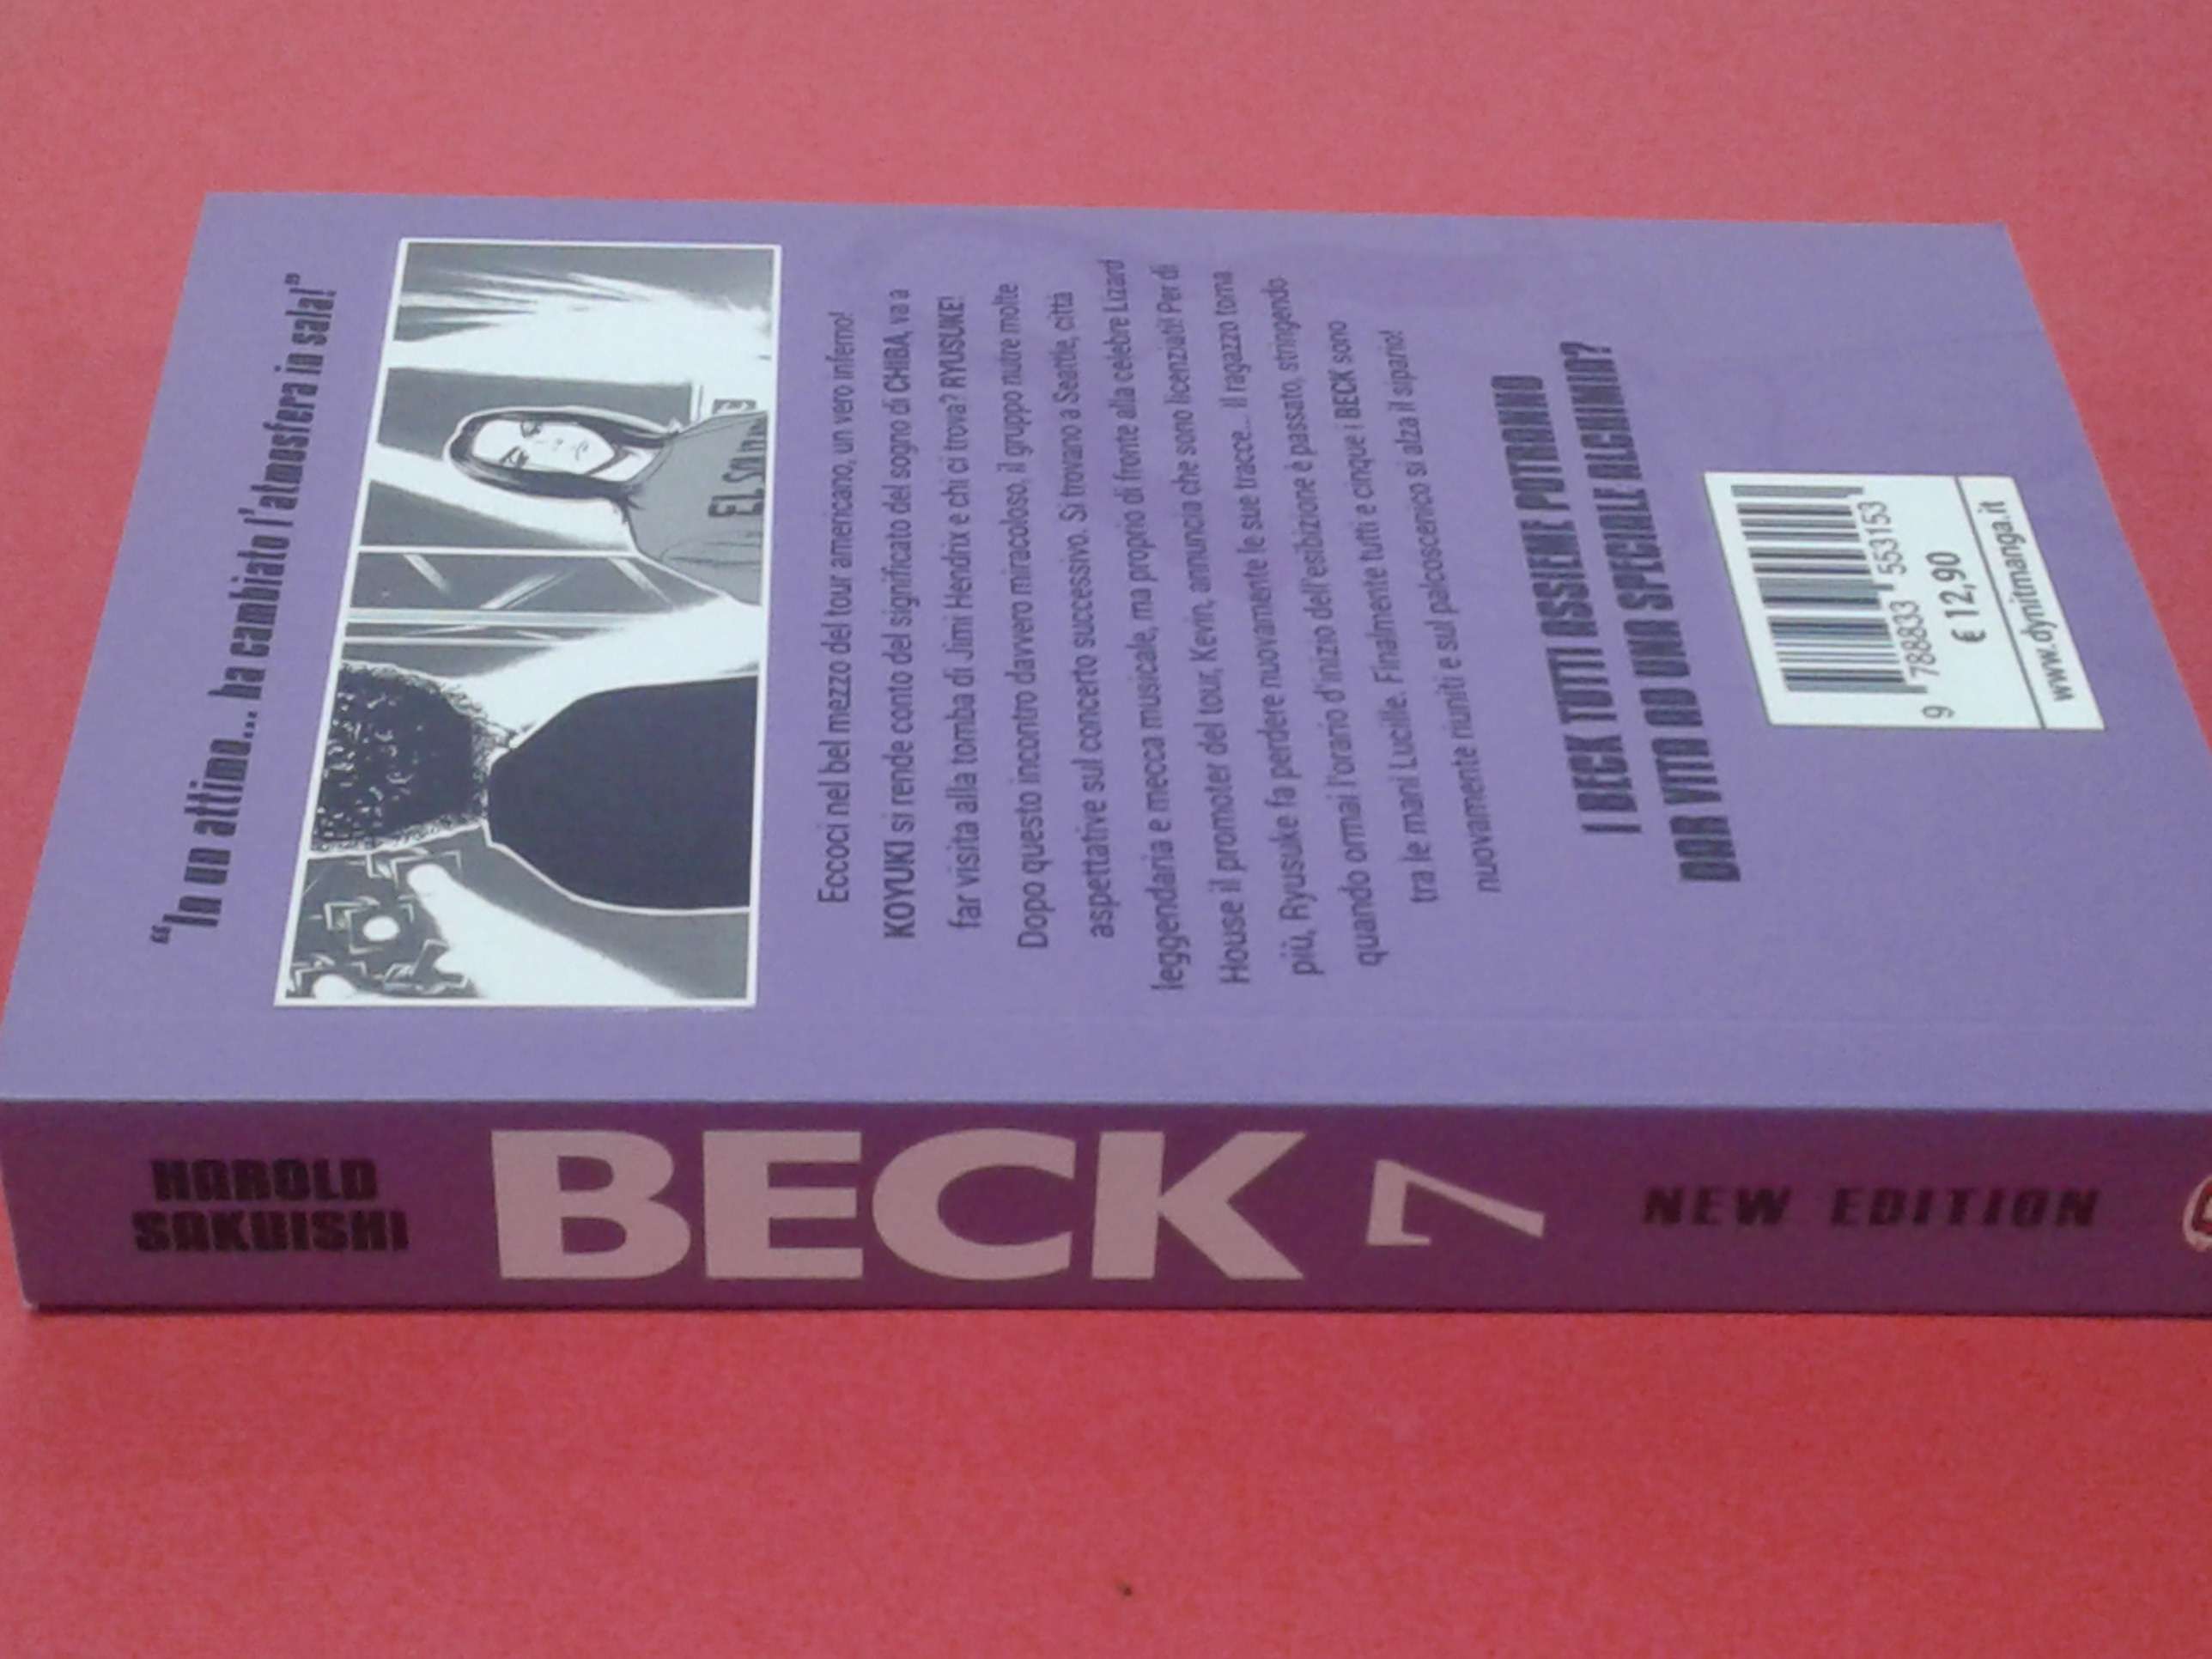 “In un attimo... ha cambiato l'atmosfera in sala!”
EL SO
Eccoci nel bel mezzo del tour americano, un vero inferno!
KOYUKI si rende conto del significato del sogno di CHIBA, va a
far visita alla tomba di Jimi Hendrix e chi ci trova? RYUSUKE!
Dopo questo incontro davvero miracoloso, il gruppo nutre molte
aspettative sul concerto successivo. Si trovano a Seattle, città
leggendaria e mecca musicale, ma proprio di fronte alla celebre Lizard
House il promoter del tour, Kevin, annuncia che sono licenziati! Per di
più, Ryusuke fa perdere nuovamente le sue tracce... Il ragazzo torna
quando ormai l'orario d'inizio dell'esibizione è passato, stringendo
tra le mani Lucille. Finalmente tutti e cinque i BECK sono
nuovamente riuniti e sul palcoscenico si alza il sipario!
I BECK TUTTI ASSIEME POTRANNO
DAR VITA AD UNA SPECIALE ALCHIMIA?
9 788833 553153
€ 12,90
www.dynitmanga.it
HAROLD
SAKUISHI
BECK 7
NEW EDITION